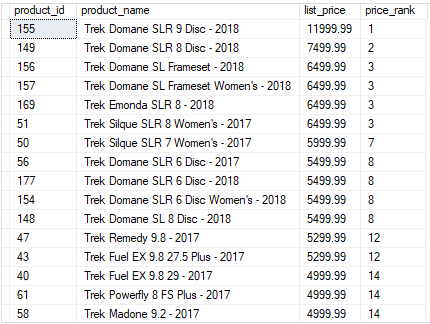 product_id product_name list_price price_rank
155 Trek Domane SLR 9 Disc - 2018 11999.99 1
149 Trek Domane SLR 8 Disc - 2018 7499.99 2
156 Trek Domane SL Frameset - 2018 6499.99 3
157 Trek Domane SL Frameset Women's - 2018 6499.99 3
169 Trek Emonda SLR 8 - 2018 6499.99 3
51 Trek Silque SLR 8 Women's - 2017 6499.99 3
50 Trek Silque SLR 7 Women's - 2017 5999.99 7
56 Trek Domane SLR 6 Disc - 2017 5499.99 8
177 Trek Domane SLR 6 Disc - 2018 5499.99 8
154 Trek Domane SLR 6 Disc Women's - 2018 5499.99 8
148 Trek Domane SL 8 Disc - 2018 5499.99 8
47 Trek Remedy 9.8 - 2017 5299.99 12
43 Trek Fuel EX 9.8 27.5 Plus - 2017 5299.99 12
40 Trek Fuel EX 9.8 29 - 2017 4999.99 14
61 Trek Powerfly 8 FS Plus - 2017 4999.99 14
58 Trek Madone 9.2 - 2017 4999.99 14